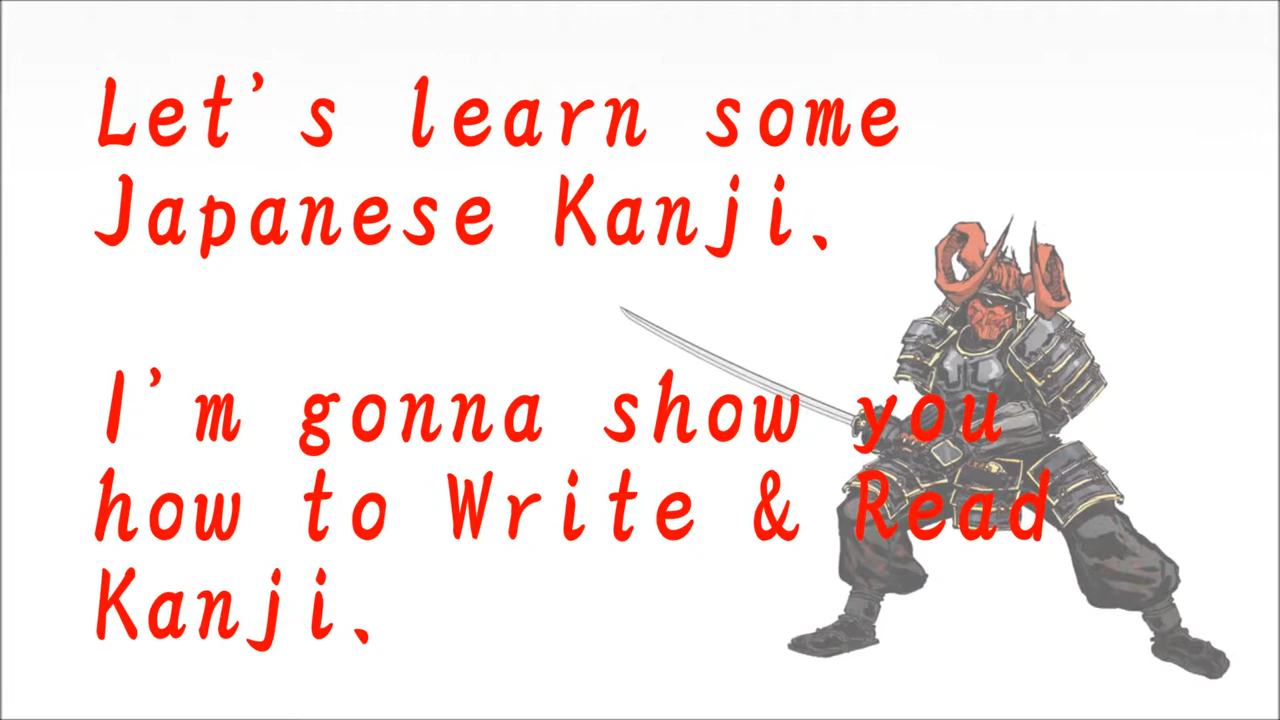 Let's learn some
Japanese Kanji、
I'm gonna show you
how to Write & Read
Kanji、